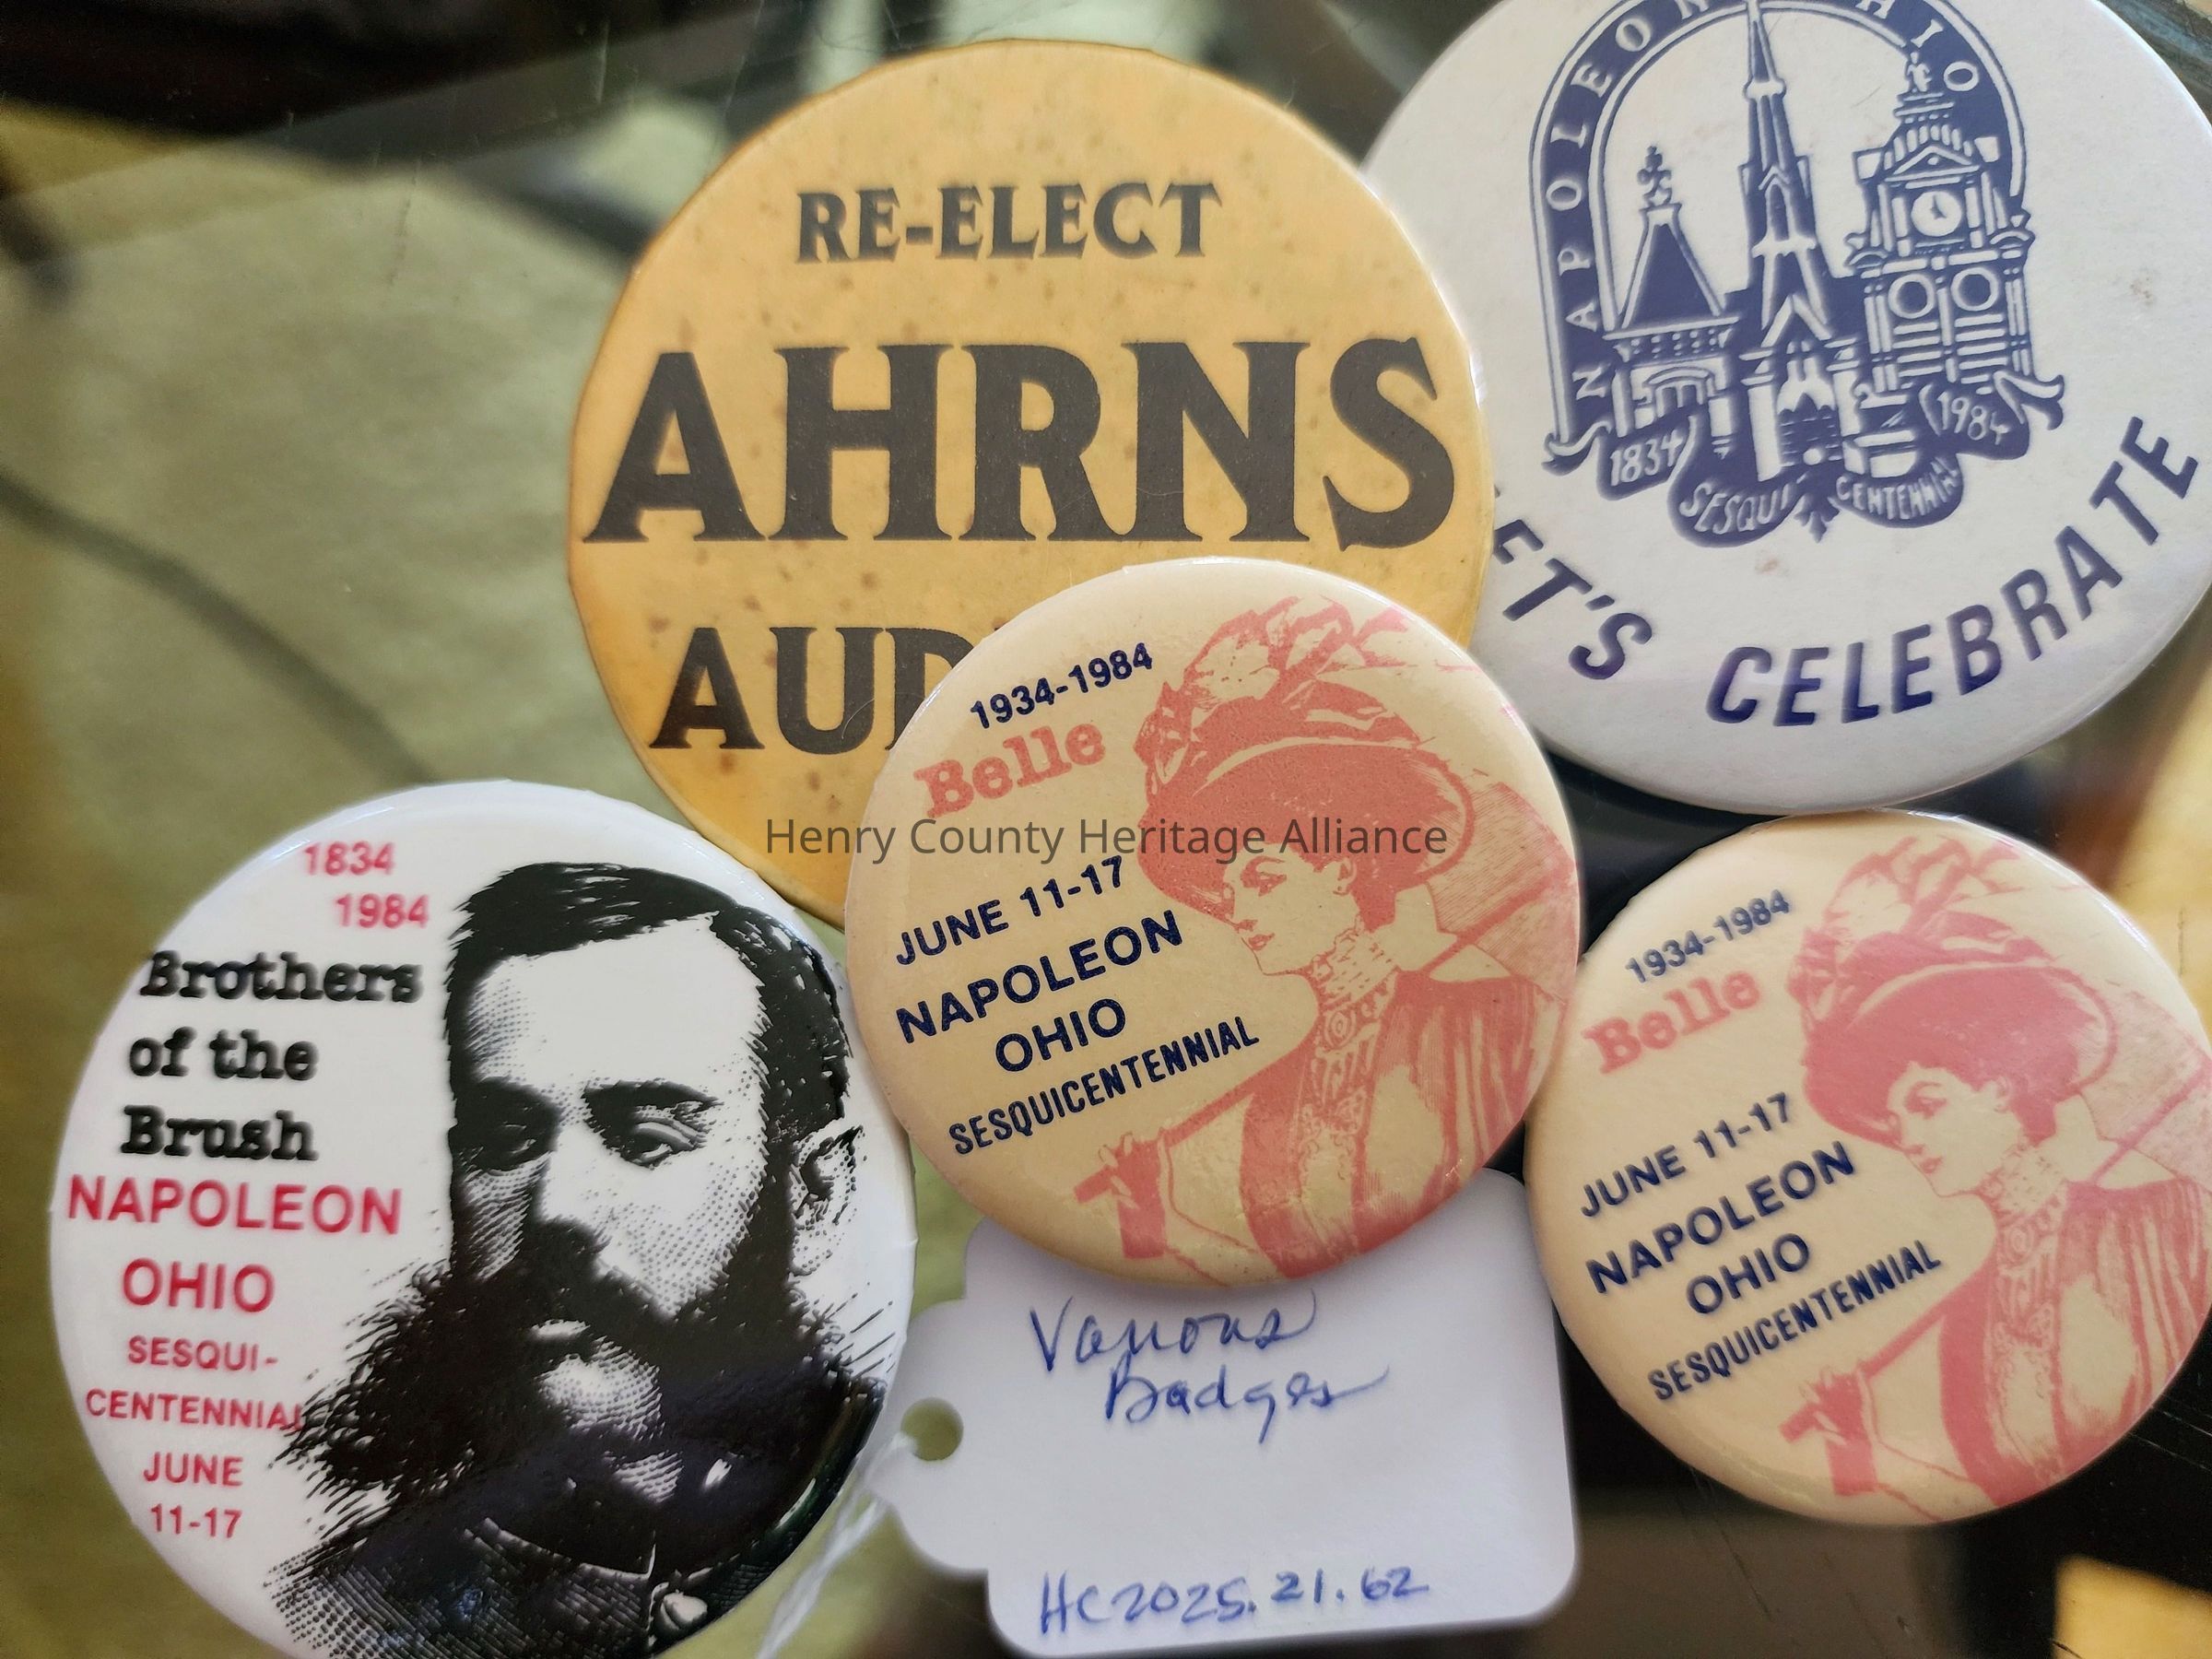 RE-ELECT
AHRNS
AUD
NAPOLEON OHIO
1834
1984
SESQUI CENTENNIAL
ET'S CELEBRATE
1934-1984
Belle
JUNE 11-17
NAPOLEON
OHIO
SESQUICENTENNIAL
1934-1984
Belle
JUNE 11-17
NAPOLEON
OHIO
SESQUICENTENNIAL
1834
1984
Brothers
of the
Brush
NAPOLEON
OHIO
SESQUI-
CENTENNIAL
JUNE
11-17
Henry County Heritage Alliance
Various
Badges
HC2025.21.62